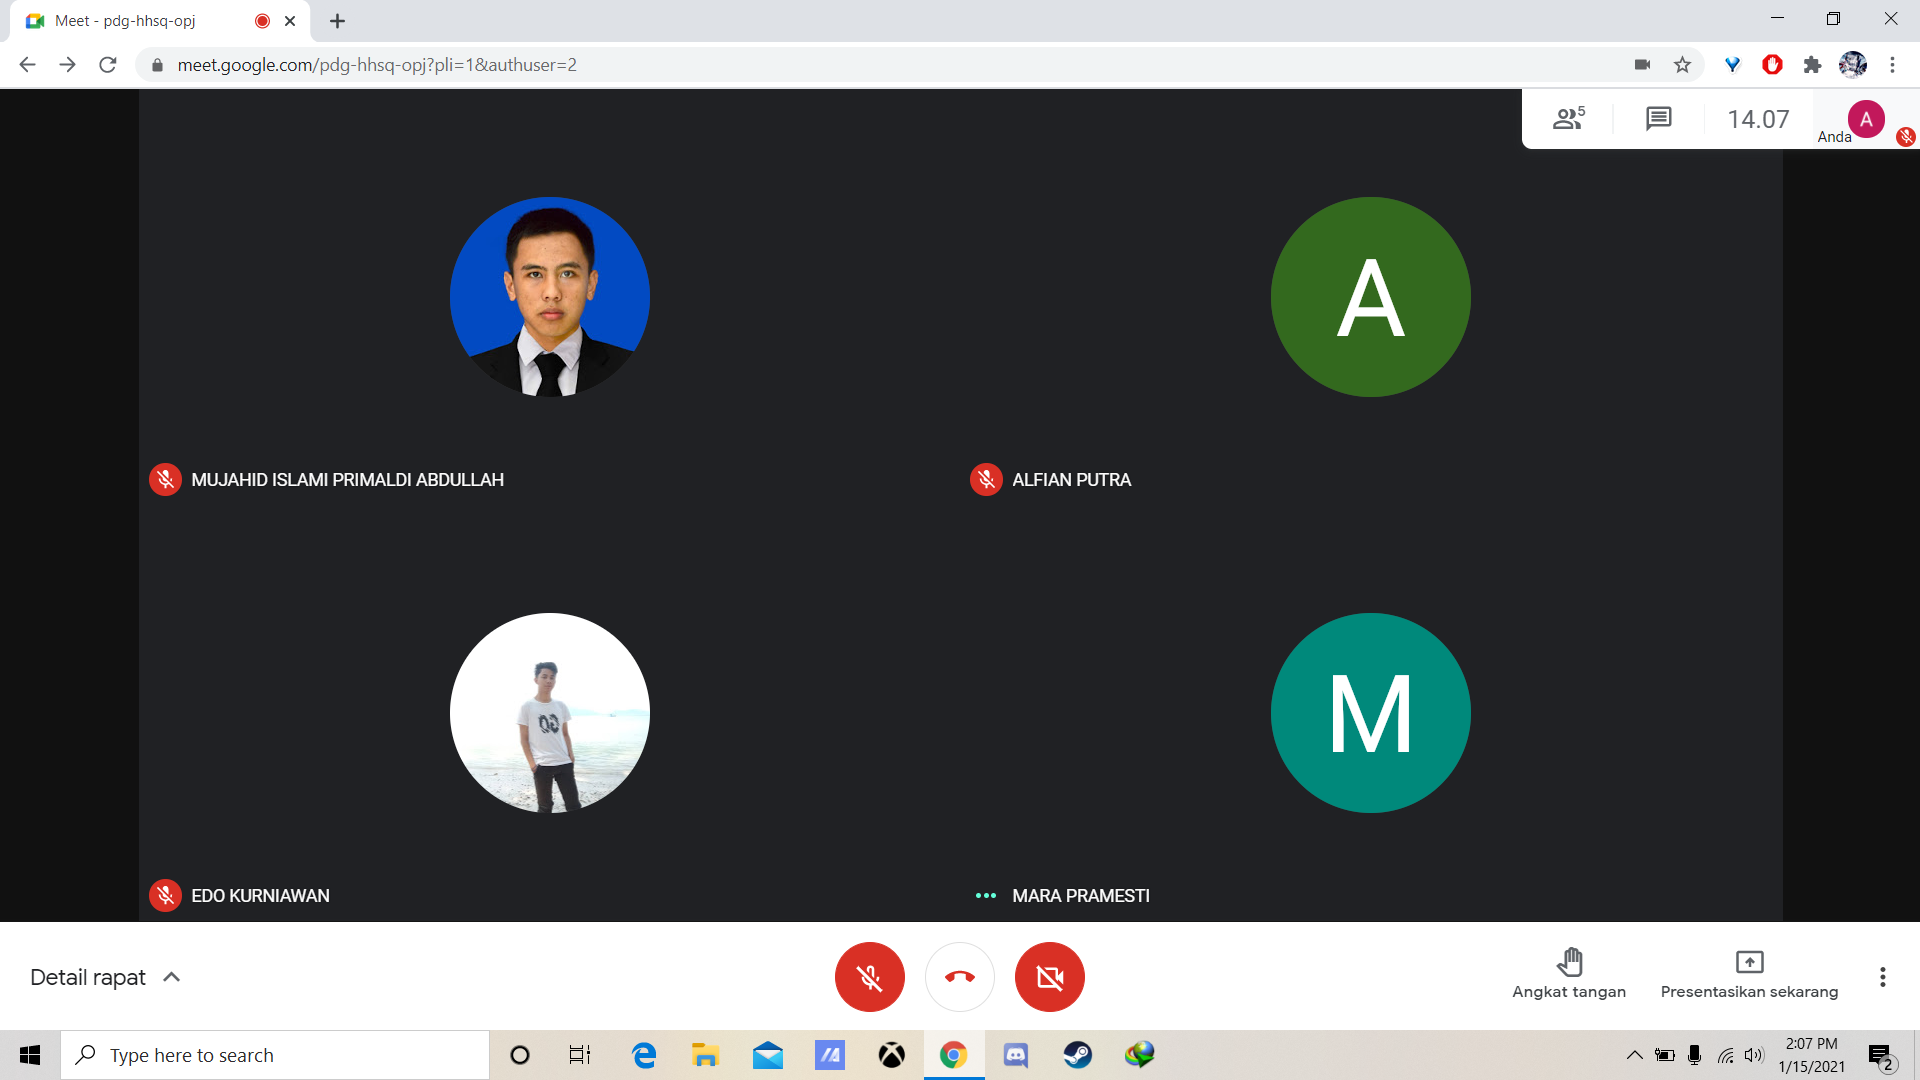 Meet - pdg-hhsq-opj
meet.google.com/pdg-hhsq-opj?pli=1&authuser=2
5
14.07
Anda
A
A
MUJAHID ISLAMI PRIMALDI ABDULLAH
ALFIAN PUTRA
M
EDO KURNIAWAN
MARA PRAMESTI
Detail rapat
Angkat tangan
Presentasikan sekarang
Type here to search
2:07 PM
1/15/2021
2